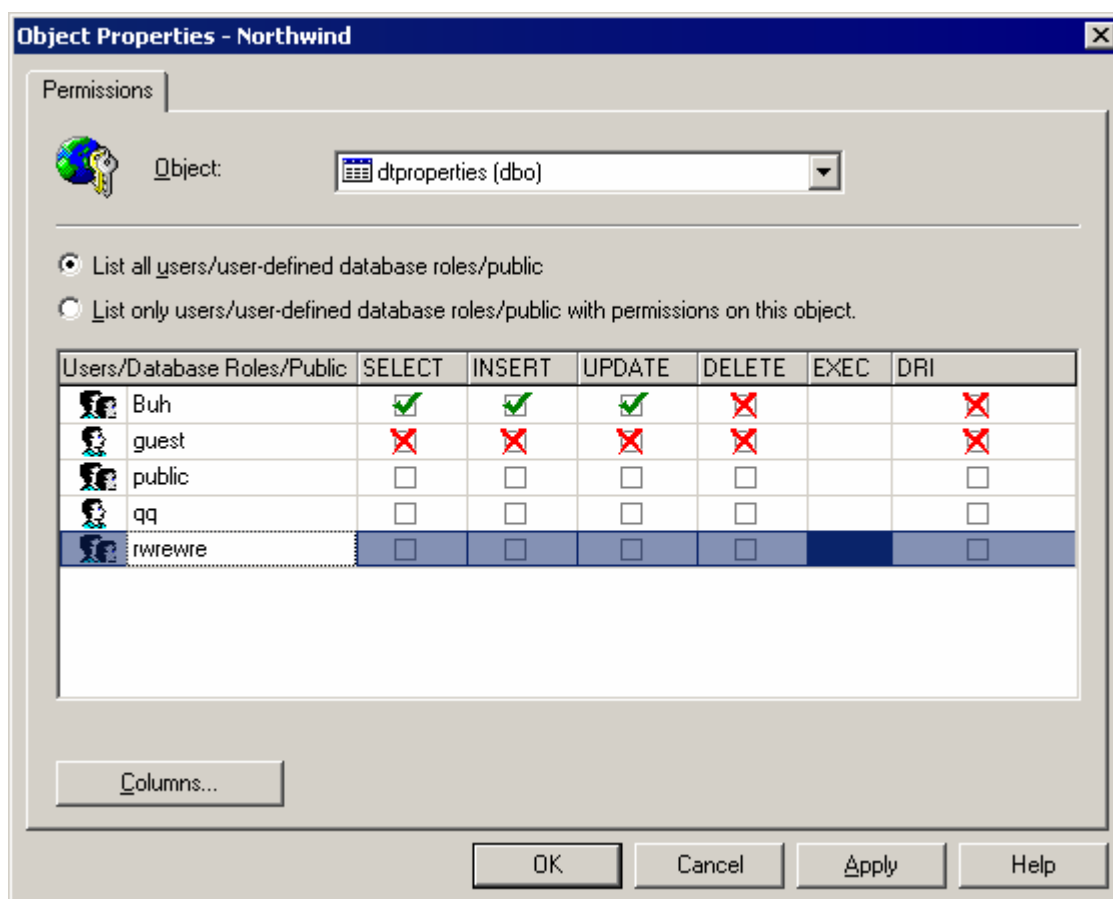 Object Properties - Northwind
Permissions
Object:
dtproperties (dbo)
List all users/user-defined database roles/public
List only users/user-defined database roles/public with permissions on this object.
Users/Database Roles/Public SELECT INSERT UPDATE DELETE EXEC DRI
Buh
guest
public
qq
rwrewre
Columns...
OK Cancel Apply Help